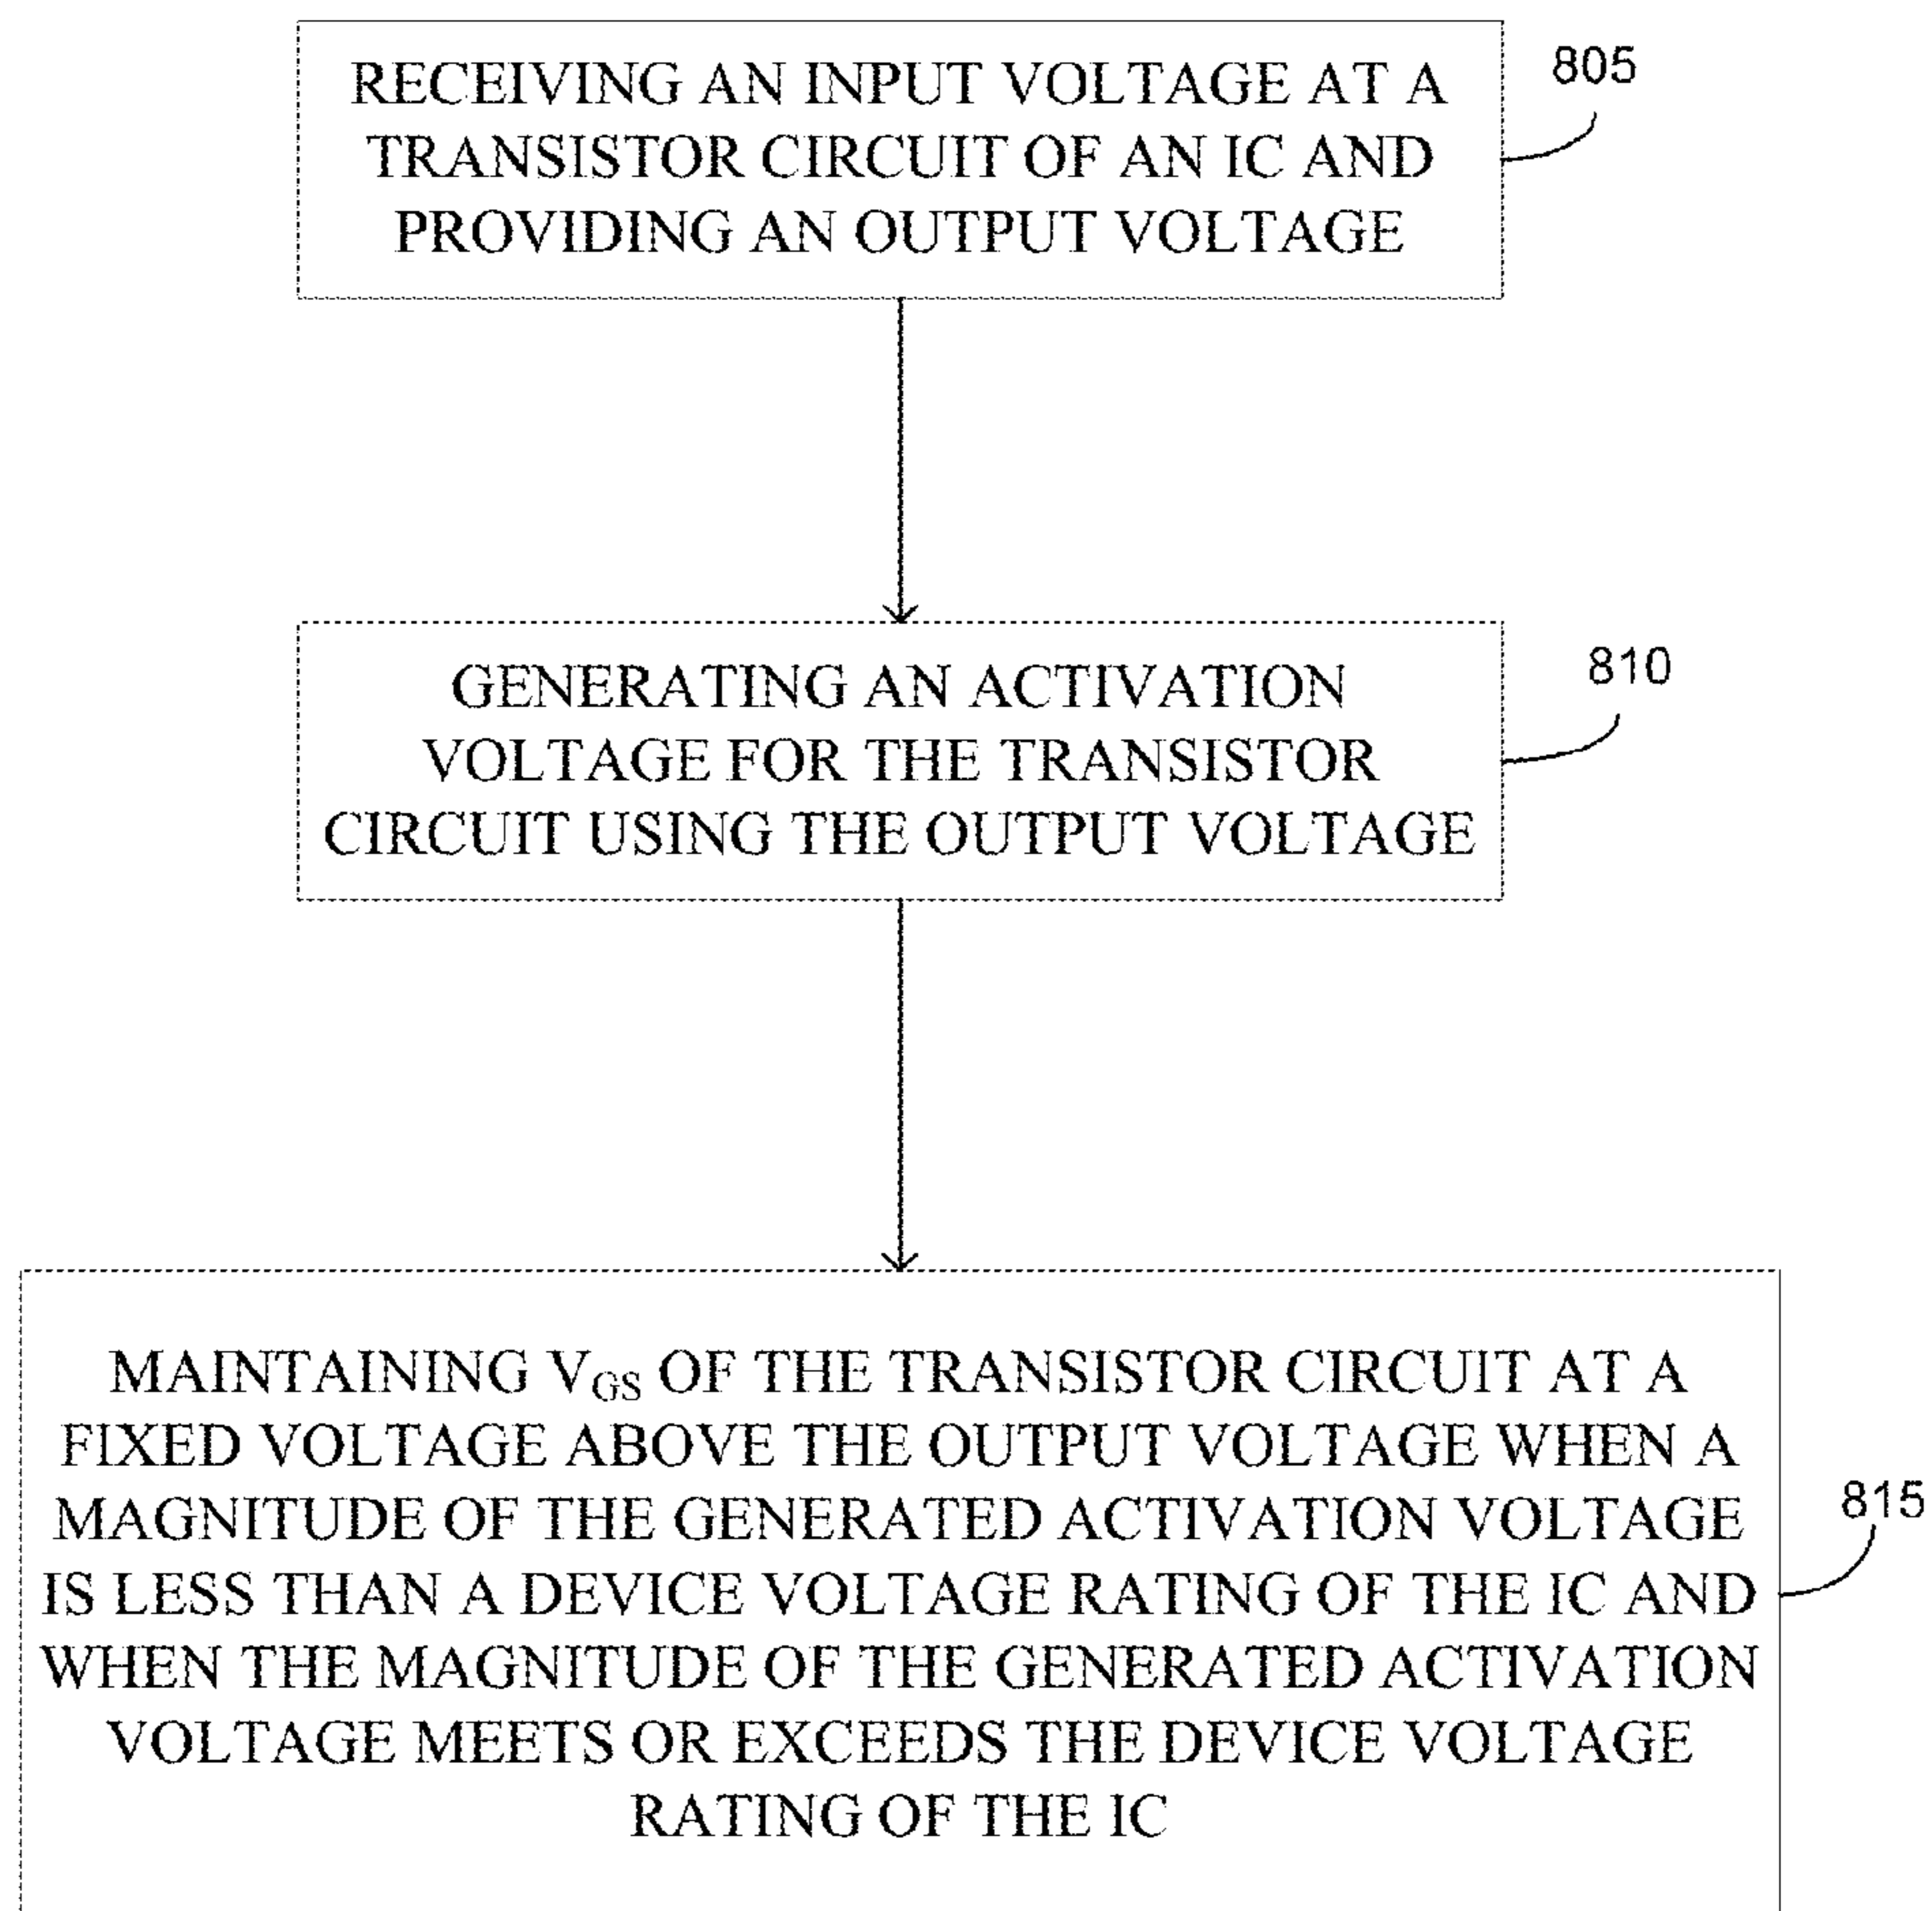 RECEIVING AN INPUT VOLTAGE AT A
TRANSISTOR CIRCUIT OF AN IC AND
PROVIDING AN OUTPUT VOLTAGE
805
GENERATING AN ACTIVATION
VOLTAGE FOR THE TRANSISTOR
CIRCUIT USING THE OUTPUT VOLTAGE
810
MAINTAINING VGS OF THE TRANSISTOR CIRCUIT AT A
FIXED VOLTAGE ABOVE THE OUTPUT VOLTAGE WHEN A
MAGNITUDE OF THE GENERATED ACTIVATION VOLTAGE
IS LESS THAN A DEVICE VOLTAGE RATING OF THE IC AND
WHEN THE MAGNITUDE OF THE GENERATED ACTIVATION
VOLTAGE MEETS OR EXCEEDS THE DEVICE VOLTAGE
RATING OF THE IC
815